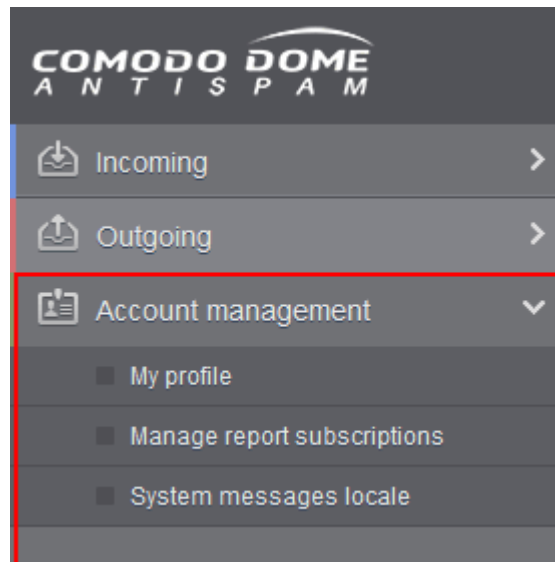 COMODO DOME
ANTISPAM
Incoming
Outgoing
Account management
My profile
Manage report subscriptions
System messages locale